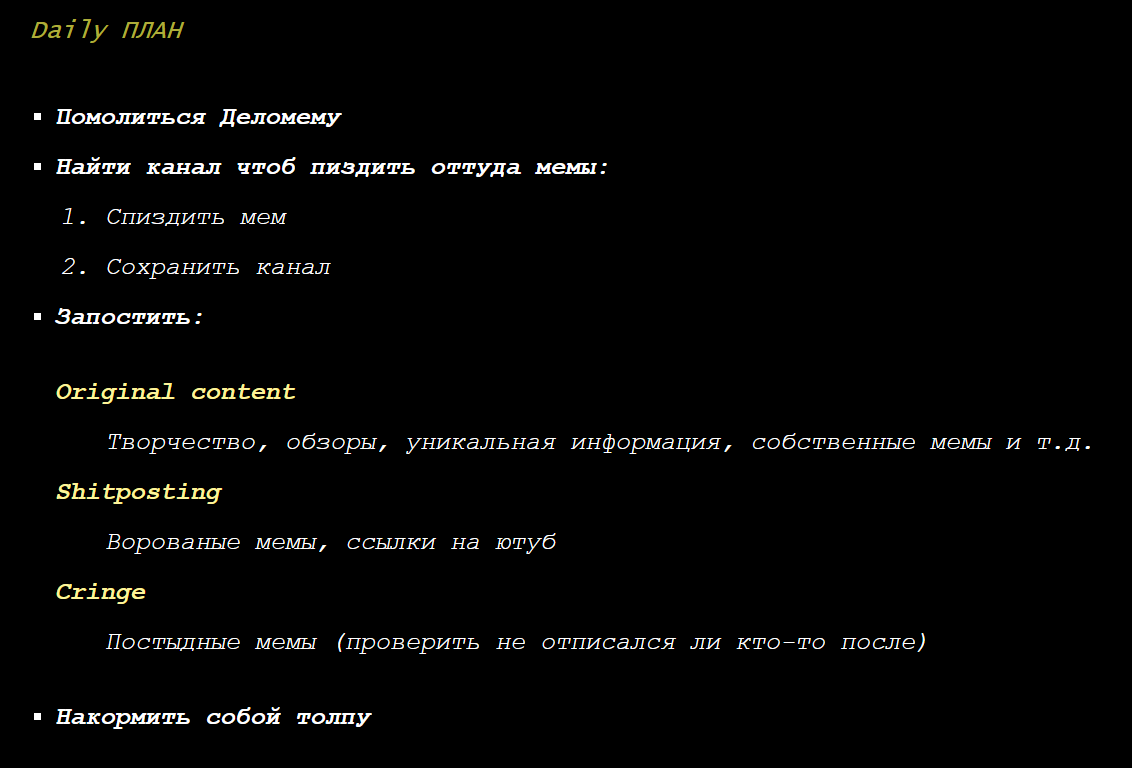 Daily ПЛАН
Помолиться Деломему
Найти канал чтоб пиздить оттуда мемы:
1. Спиздить мем
2. Сохранить канал
Запостить:
Original content
Творчество, обзоры, уникальная информация, собственные мемы и т.д.
Shitposting
Ворованые мемы, ссылки на ютуб
Cringe
Постыдные мемы (проверить не отписался ли кто-то после)
Накормить собой толпу